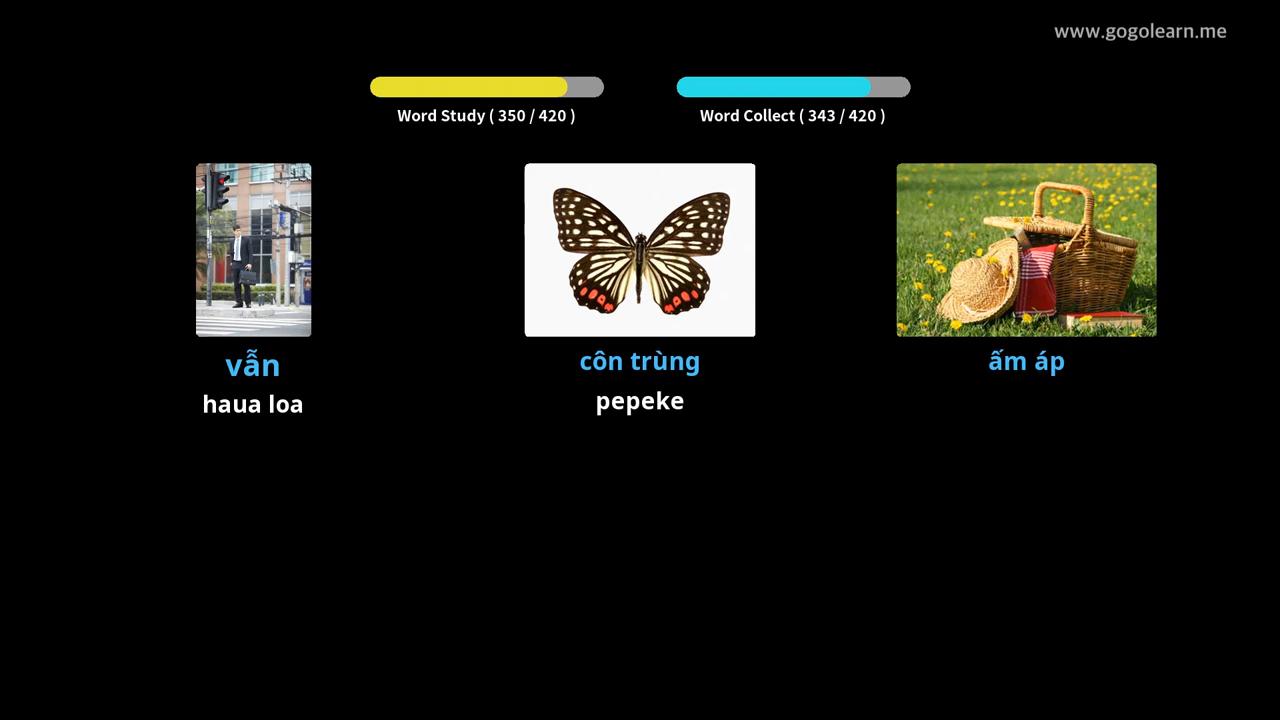 www.gogolearn.me
Word Study ( 350 / 420 )
Word Collect ( 343 / 420 )
vẫn
côn trùng
ấm áp
haua loa
pepeke